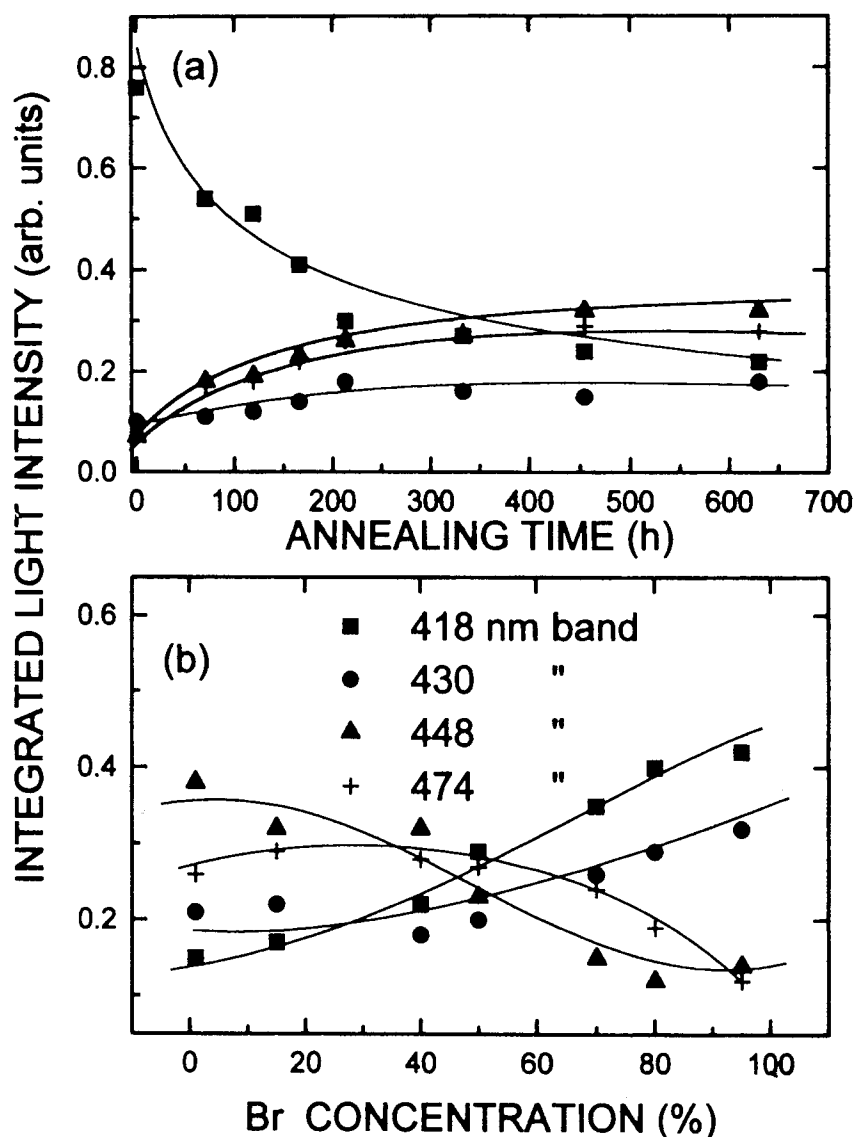 INTEGRATED LIGHT INTENSITY (arb. units)
(a)
0.8
0.6
0.4
0.2
0.0
0 100 200 300 400 500 600 700
ANNEALING TIME (h)
(b)
0.6
0.4
0.2
418 nm band
430 "
448 "
474 "
0 20 40 60 80 100
Br CONCENTRATION (%)